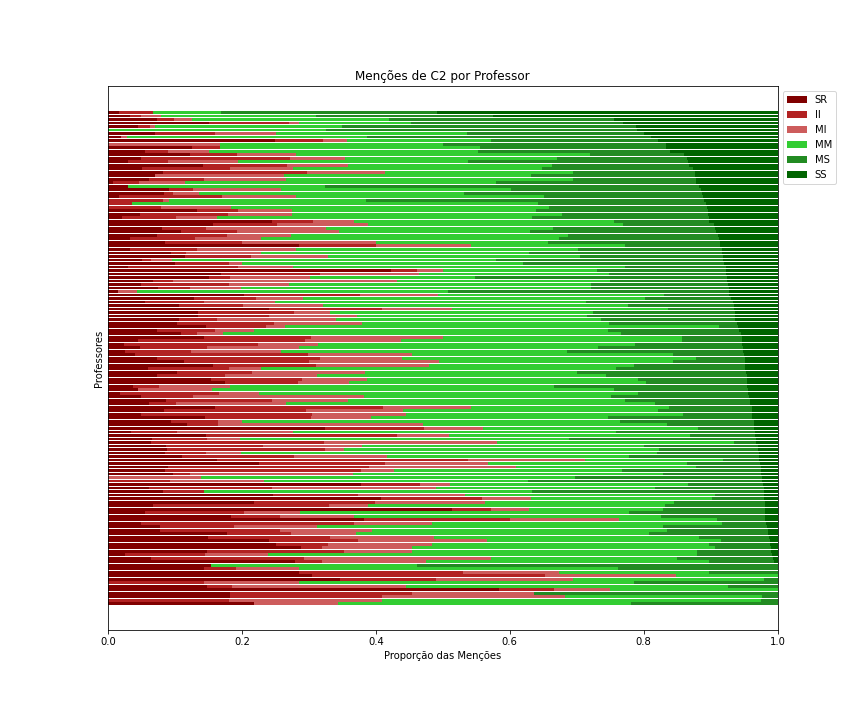 Menções de C2 por Professor
SR
II
MI
MM
MS
SS
Professores
0.0 0.2 0.4 0.6 0.8 1.0
Proporção das Menções